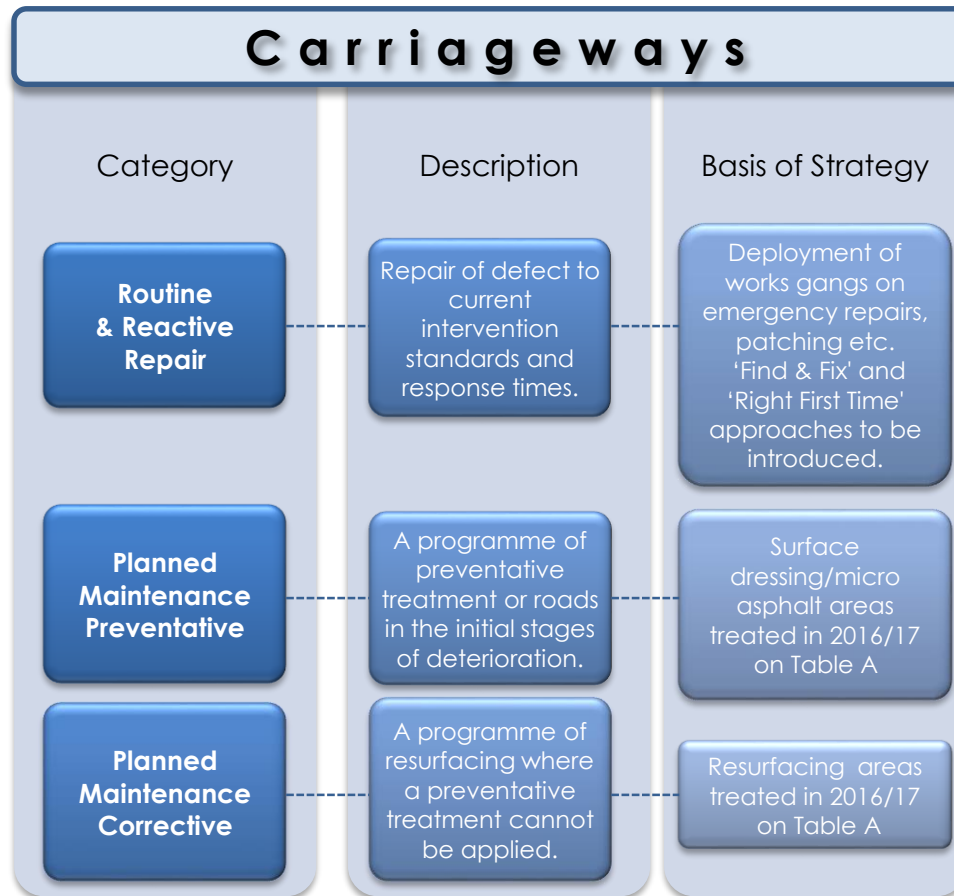 Carriageways
Category
Description
Basis of Strategy
Routine
& Reactive
Repair
Repair of defect to
current
intervention
standards and
response times.
Deployment of
works gangs on
emergency repairs,
patching etc.
‘Find & Fix' and
‘Right First Time'
approaches to be
introduced.
Planned
Maintenance
Preventative
A programme of
preventative
treatment or roads
in the initial stages
of deterioration.
Surface
dressing/micro
asphalt areas
treated in 2016/17
on Table A
Planned
Maintenance
Corrective
A programme of
resurfacing where
a preventative
treatment cannot
be applied.
Resurfacing areas
treated in 2016/17
on Table A